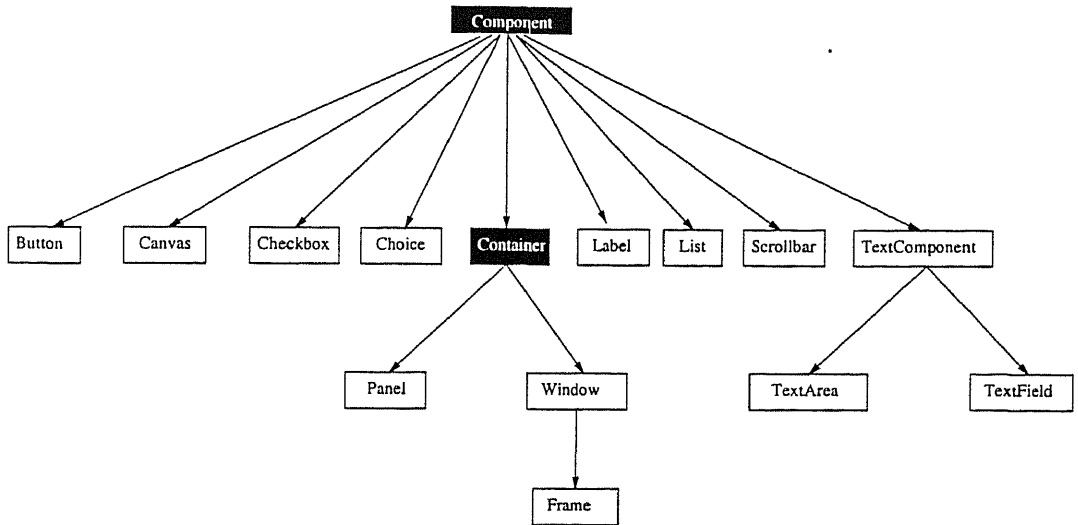 Component
Button
Canvas
Checkbox
Choice
Container
Label
List
Scrollbar
TextComponent
Panel
Window
TextArea
TextField
Frame